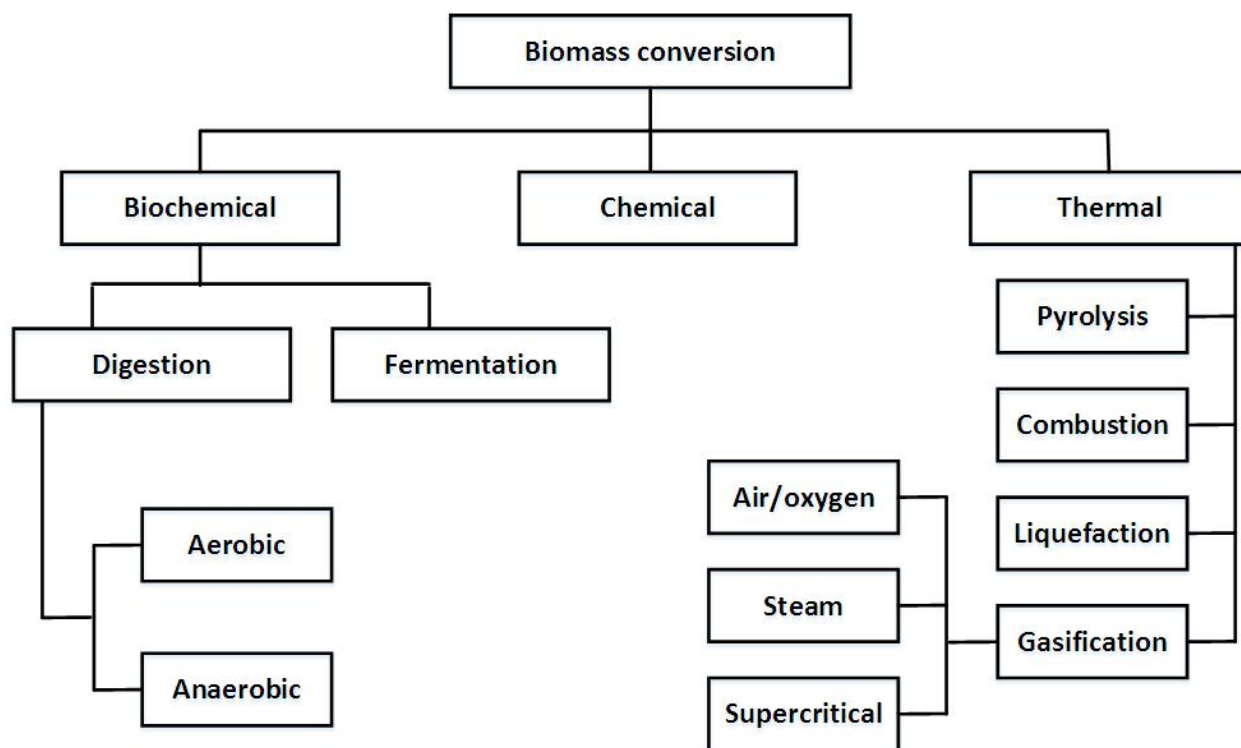 Biomass conversion
Biochemical
Chemical
Thermal
Digestion
Fermentation
Pyrolysis
Combustion
Liquefaction
Gasification
Air/oxygen
Steam
Supercritical
Aerobic
Anaerobic